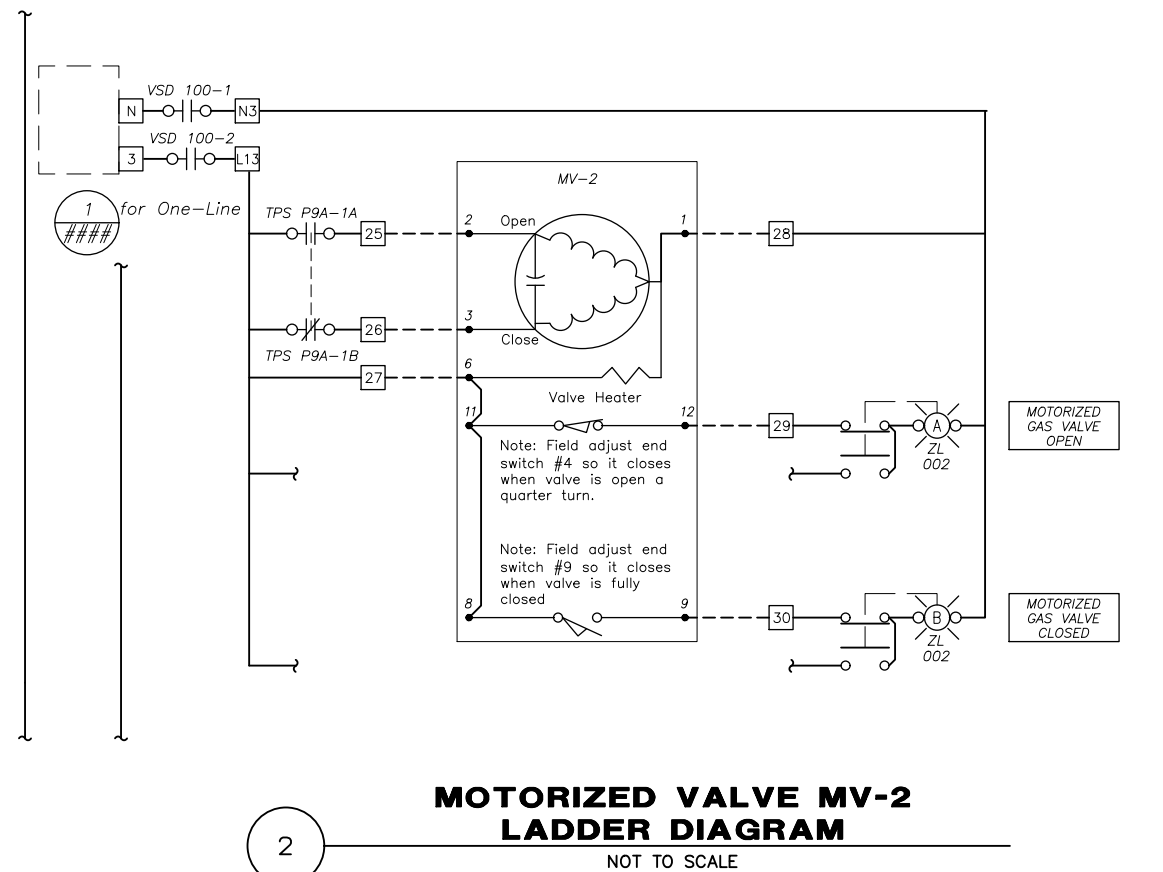 VSD 100-1
N
N3
VSD 100-2
3
L13
1
####
for One-Line
MV-2
TPS P9A-1A
25
2
Open
1
28
26
3
Close
TPS P9A-1B
27
6
Valve Heater
11
12
29
A
ZL
002
MOTORIZED
GAS VALVE
OPEN
Note: Field adjust end
switch #4 so it closes
when valve is open a
quarter turn.
Note: Field adjust end
switch #9 so it closes
when valve is fully
closed
8
9
30
B
ZL
002
MOTORIZED
GAS VALVE
CLOSED
MOTORIZED VALVE MV-2
LADDER DIAGRAM
2
NOT TO SCALE